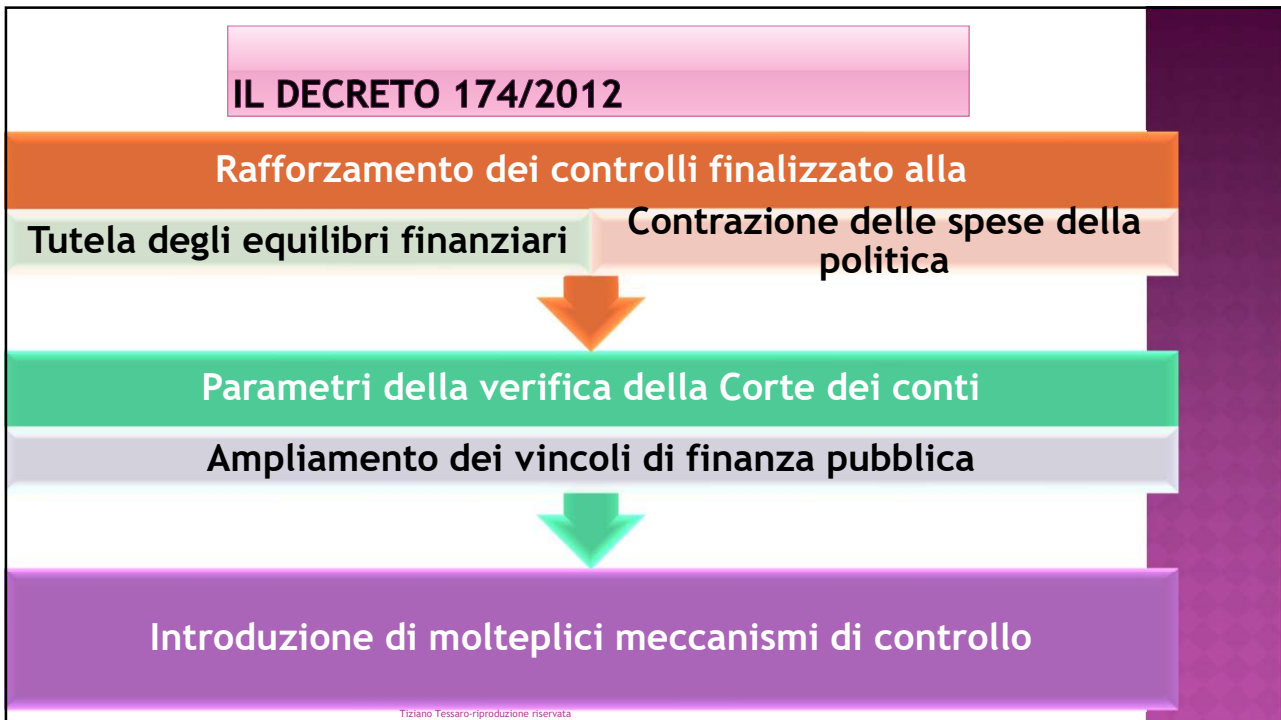 IL DECRETO 174/2012
Rafforzamento dei controlli finalizzato alla
Tutela degli equilibri finanziari
Contrazione delle spese della
politica
Parametri della verifica della Corte dei conti
Ampliamento dei vincoli di finanza pubblica
Introduzione di molteplici meccanismi di controllo
Tiziano Tessaro-riproduzione riservata